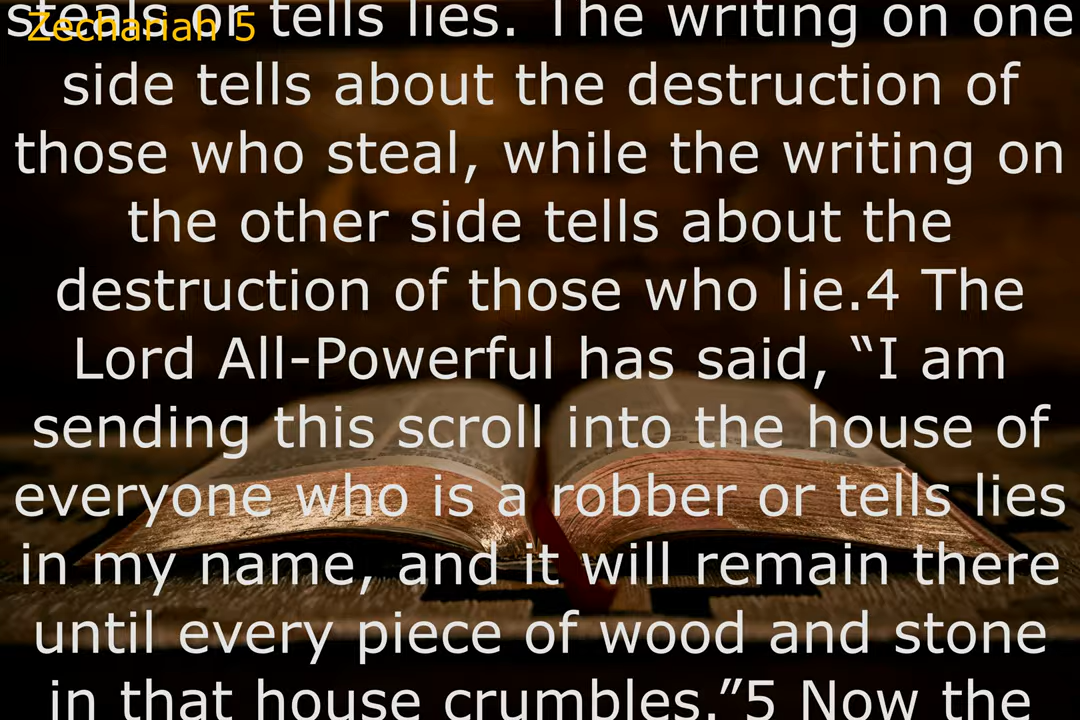 steals or tells lies. The writing on one
Zechariah 5
side tells about the destruction of
those who steal, while the writing on
the other side tells about the
destruction of those who lie.4 The
Lord All-Powerful has said, “I am
sending this scroll into the house of
everyone who is a robber or tells lies
in my name, and it will remain there
until every piece of wood and stone
in that house crumbles.”5 Now the